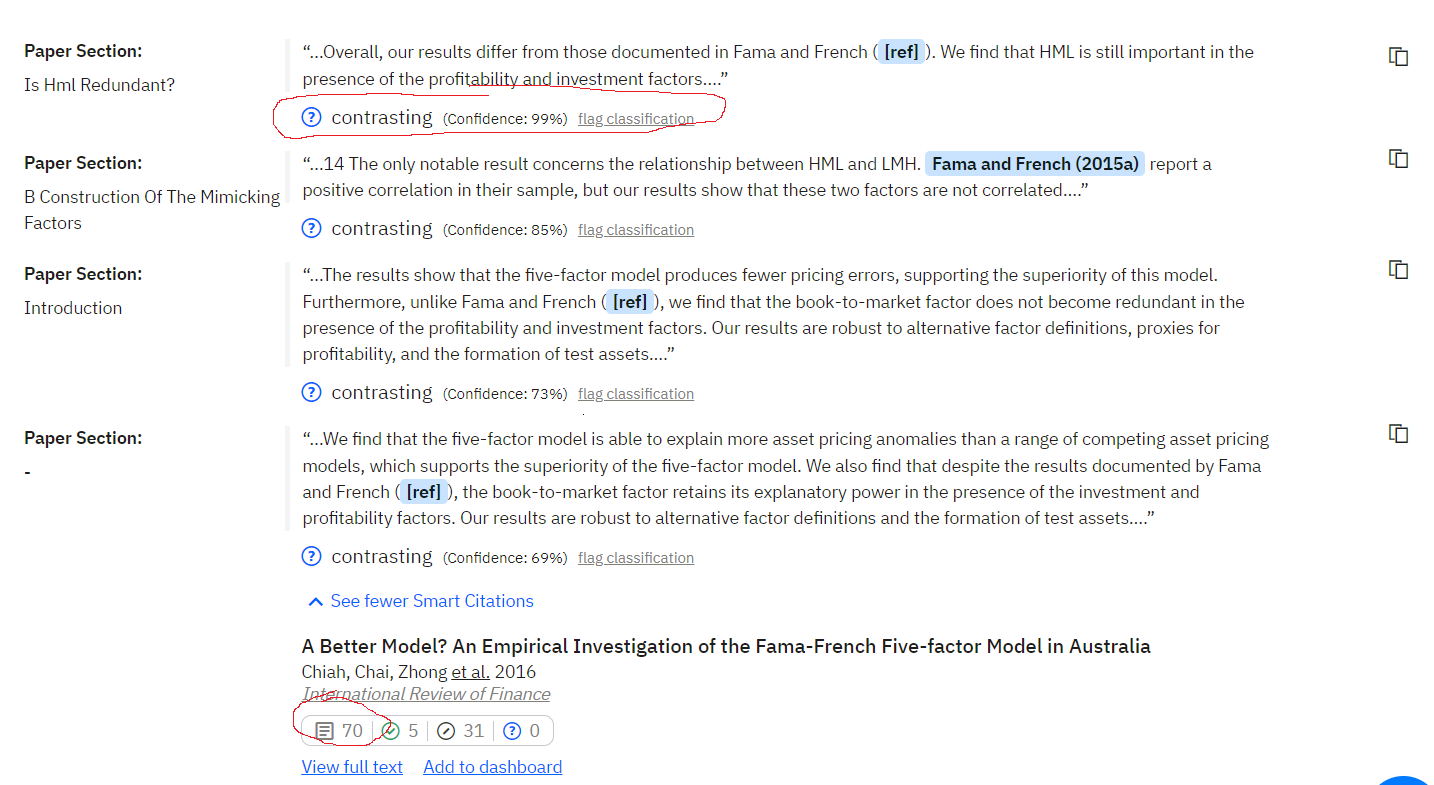 Paper Section:
Is Hml Redundant?
“...Overall, our results differ from those documented in Fama and French ( [ref] ). We find that HML is still important in the
presence of the profitability and investment factors....”
contrasting (Confidence: 99%) flag classification
Paper Section:
B Construction Of The Mimicking
Factors
“...14 The only notable result concerns the relationship between HML and LMH. Fama and French (2015a) report a
positive correlation in their sample, but our results show that these two factors are not correlated....”
contrasting (Confidence: 85%) flag classification
Paper Section:
Introduction
“...The results show that the five-factor model produces fewer pricing errors, supporting the superiority of this model.
Furthermore, unlike Fama and French ( [ref] ), we find that the book-to-market factor does not become redundant in the
presence of the profitability and investment factors. Our results are robust to alternative factor definitions, proxies for
profitability, and the formation of test assets....”
contrasting (Confidence: 73%) flag classification
Paper Section:
-
“...We find that the five-factor model is able to explain more asset pricing anomalies than a range of competing asset pricing
models, which supports the superiority of the five-factor model. We also find that despite the results documented by Fama
and French ( [ref] ), the book-to-market factor retains its explanatory power in the presence of the investment and
profitability factors. Our results are robust to alternative factor definitions and the formation of test assets....”
contrasting (Confidence: 69%) flag classification
See fewer Smart Citations
A Better Model? An Empirical Investigation of the Fama-French Five-factor Model in Australia
Chiah, Chai, Zhong et al. 2016
International Review of Finance
70 5 31 0
View full text Add to dashboard